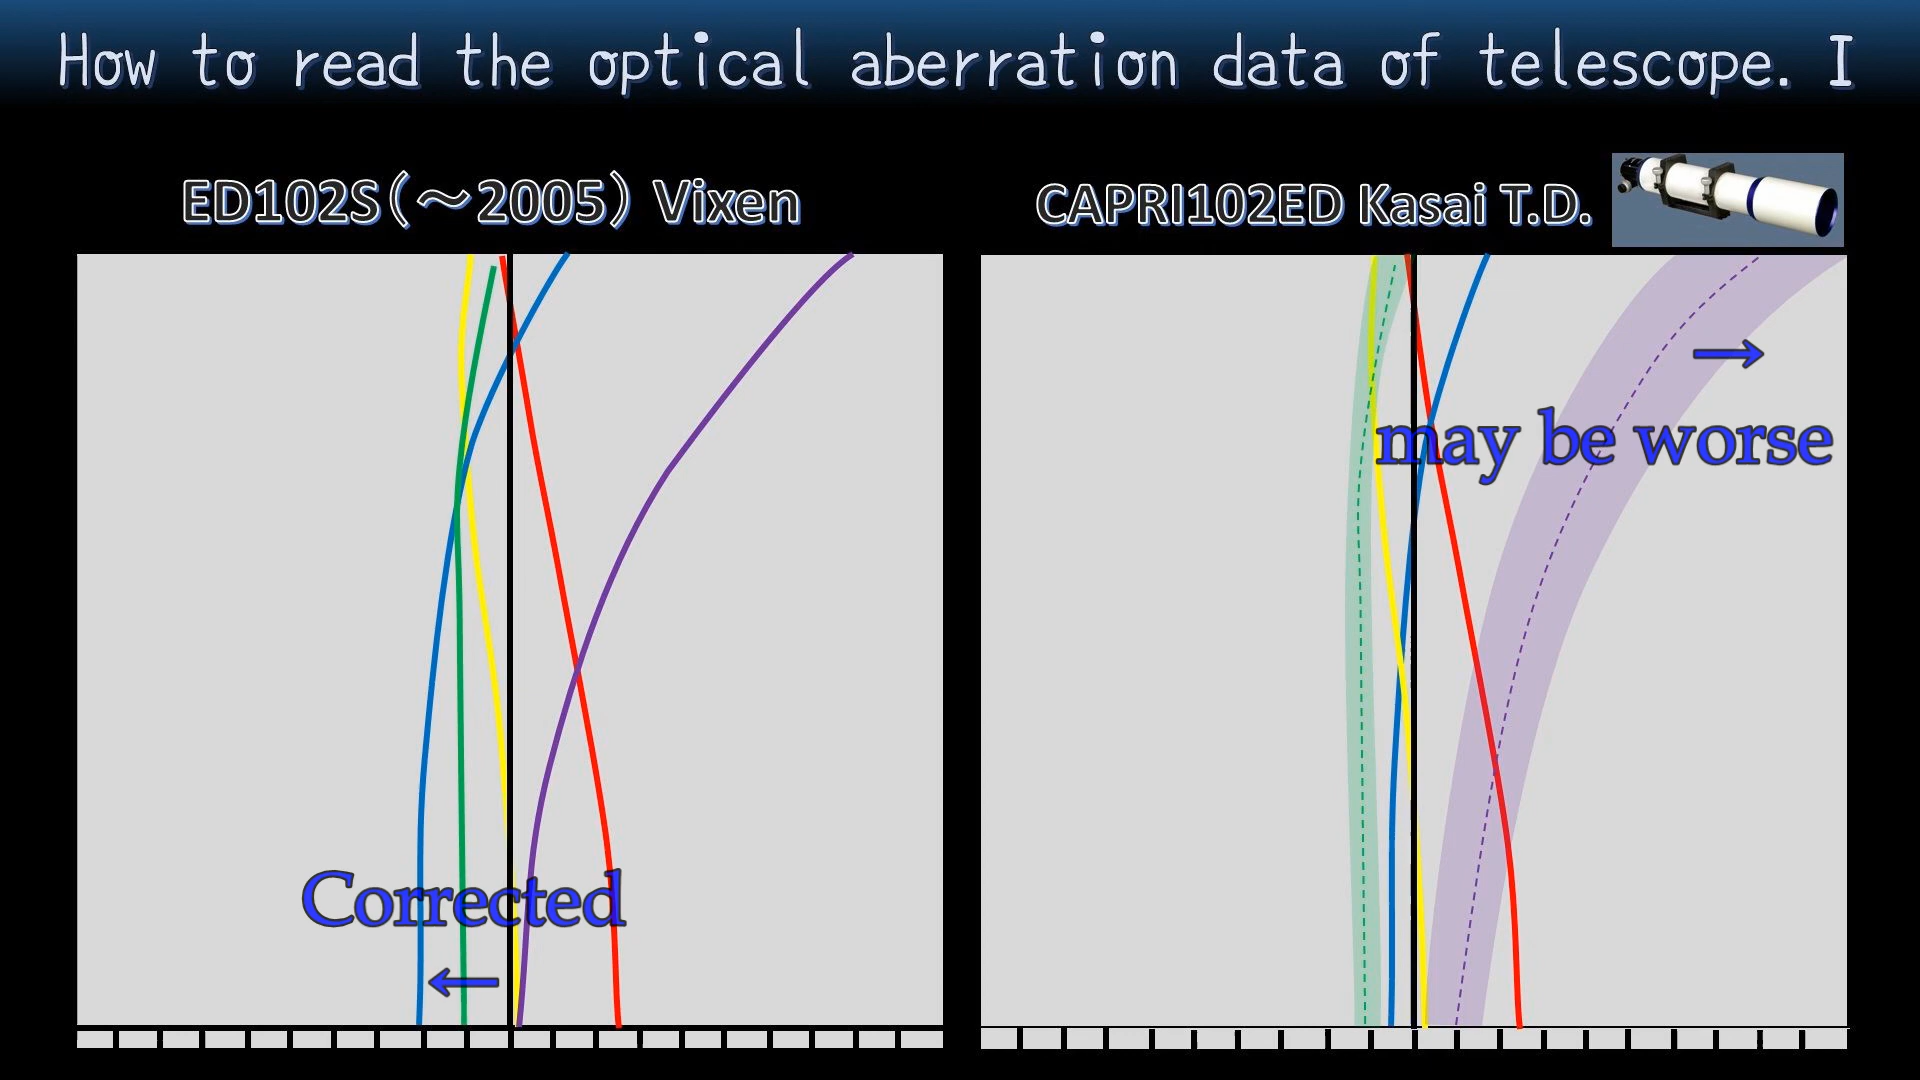 How to read the optical aberration data of telescope. I
ED102S（～2005）Vixen
CAPRI102ED Kasai T.D.
→
may be worse
Corrected
←